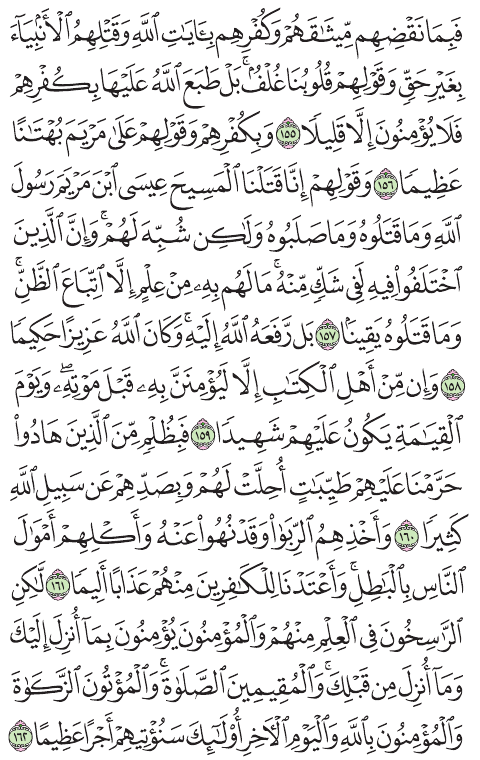 فَبِمَا نَقْضِهِم مِّيثَٰقَهُمْ وَكُفْرِهِم بِـَٔايَٰتِ ٱللَّهِ وَقَتْلِهِمُ ٱلْأَنۢبِيَآءَ
بِغَيْرِ حَقٍّ وَقَوْلِهِمْ قُلُوبُنَا غُلْفٌۢ ۚ بَلْ طَبَعَ ٱللَّهُ عَلَيْهَا بِكُفْرِهِمْ
فَلَا يُؤْمِنُونَ إِلَّا قَلِيلًا ١٥٥ وَبِكُفْرِهِمْ وَقَوْلِهِمْ عَلَىٰ مَرْيَمَ بُهْتَٰنًا
عَظِيمًا ١٥٦ وَقَوْلِهِمْ إِنَّا قَتَلْنَا ٱلْمَسِيحَ عِيسَى ٱبْنَ مَرْيَمَ رَسُولَ
ٱللَّهِ وَمَا قَتَلُوهُ وَمَا صَلَبُوهُ وَلَٰكِن شُبِّهَ لَهُمْ ۚ وَإِنَّ ٱلَّذِينَ
ٱخْتَلَفُوا۟ فِيهِ لَفِى شَكٍّ مِّنْهُ ۚ مَا لَهُم بِهِۦ مِنْ عِلْمٍ إِلَّا ٱتِّبَاعَ ٱلظَّنِّ ۚ
وَمَا قَتَلُوهُ يَقِينًۢا ١٥٧ بَل رَّفَعَهُ ٱللَّهُ إِلَيْهِ ۚ وَكَانَ ٱللَّهُ عَزِيزًا حَكِيمًا
١٥٨ وَإِن مِّنْ أَهْلِ ٱلْكِتَٰبِ إِلَّا لَيُؤْمِنَنَّ بِهِۦ قَبْلَ مَوْتِهِۦ ۖ وَيَوْمَ
ٱلْقِيَٰمَةِ يَكُونُ عَلَيْهِمْ شَهِيدًا ١٥٩ فَبِظُلْمٍ مِّنَ ٱلَّذِينَ هَادُوا۟
حَرَّمْنَا عَلَيْهِمْ طَيِّبَٰتٍ أُحِلَّتْ لَهُمْ وَبِصَدِّهِمْ عَن سَبِيلِ ٱللَّهِ
كَثِيرًا ١٦٠ وَأَخْذِهِمُ ٱلرِّبَوٰا۟ وَقَدْ نُهُوا۟ عَنْهُ وَأَكْلِهِمْ أَمْوَٰلَ
ٱلنَّاسِ بِٱلْبَٰطِلِ ۚ وَأَعْتَدْنَا لِلْكَٰفِرِينَ مِنْهُمْ عَذَابًا أَلِيمًا ١٦١ لَّٰكِنِ
ٱلرَّٰسِخُونَ فِى ٱلْعِلْمِ مِنْهُمْ وَٱلْمُؤْمِنُونَ يُؤْمِنُونَ بِمَآ أُنزِلَ إِلَيْكَ
وَمَآ أُنزِلَ مِن قَبْلِكَ ۚ وَٱلْمُقِيمِينَ ٱلصَّلَوٰةَ ۚ وَٱلْمُؤْتُونَ ٱلزَّكَوٰةَ
وَٱلْمُؤْمِنُونَ بِٱللَّهِ وَٱلْيَوْمِ ٱلْـَٔاخِرِ أُو۟لَٰٓئِكَ سَنُؤْتِيهِمْ أَجْرًا عَظِيمًا ١٦٢